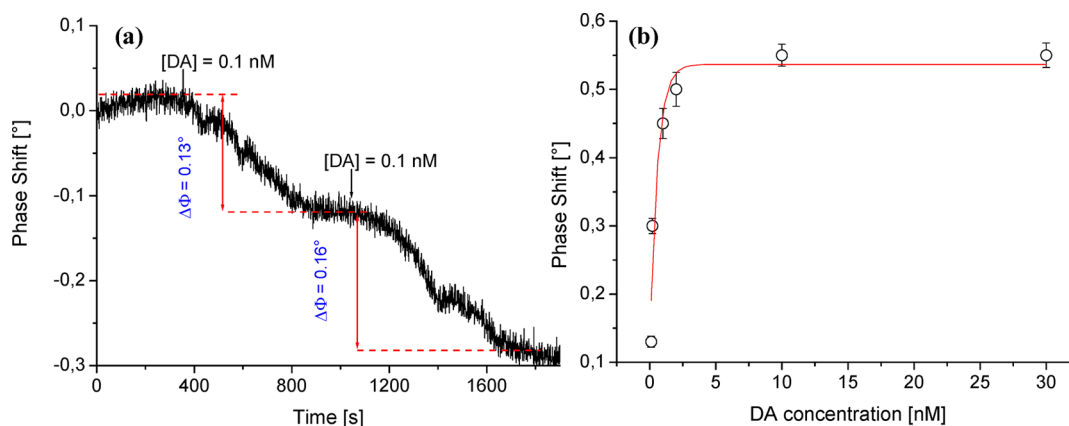 (a)
0,1
0,0
-0,1
-0,2
-0,3
Phase Shift [°]
[DA] = 0.1 nM
ΔΦ = 0.13°
[DA] = 0.1 nM
ΔΦ = 0.16°
0 400 800 1200 1600
Time [s]
(b)
0,6
0,5
0,4
0,3
0,2
0,1
Phase Shift [°]
0 5 10 15 20 25 30
DA concentration [nM]